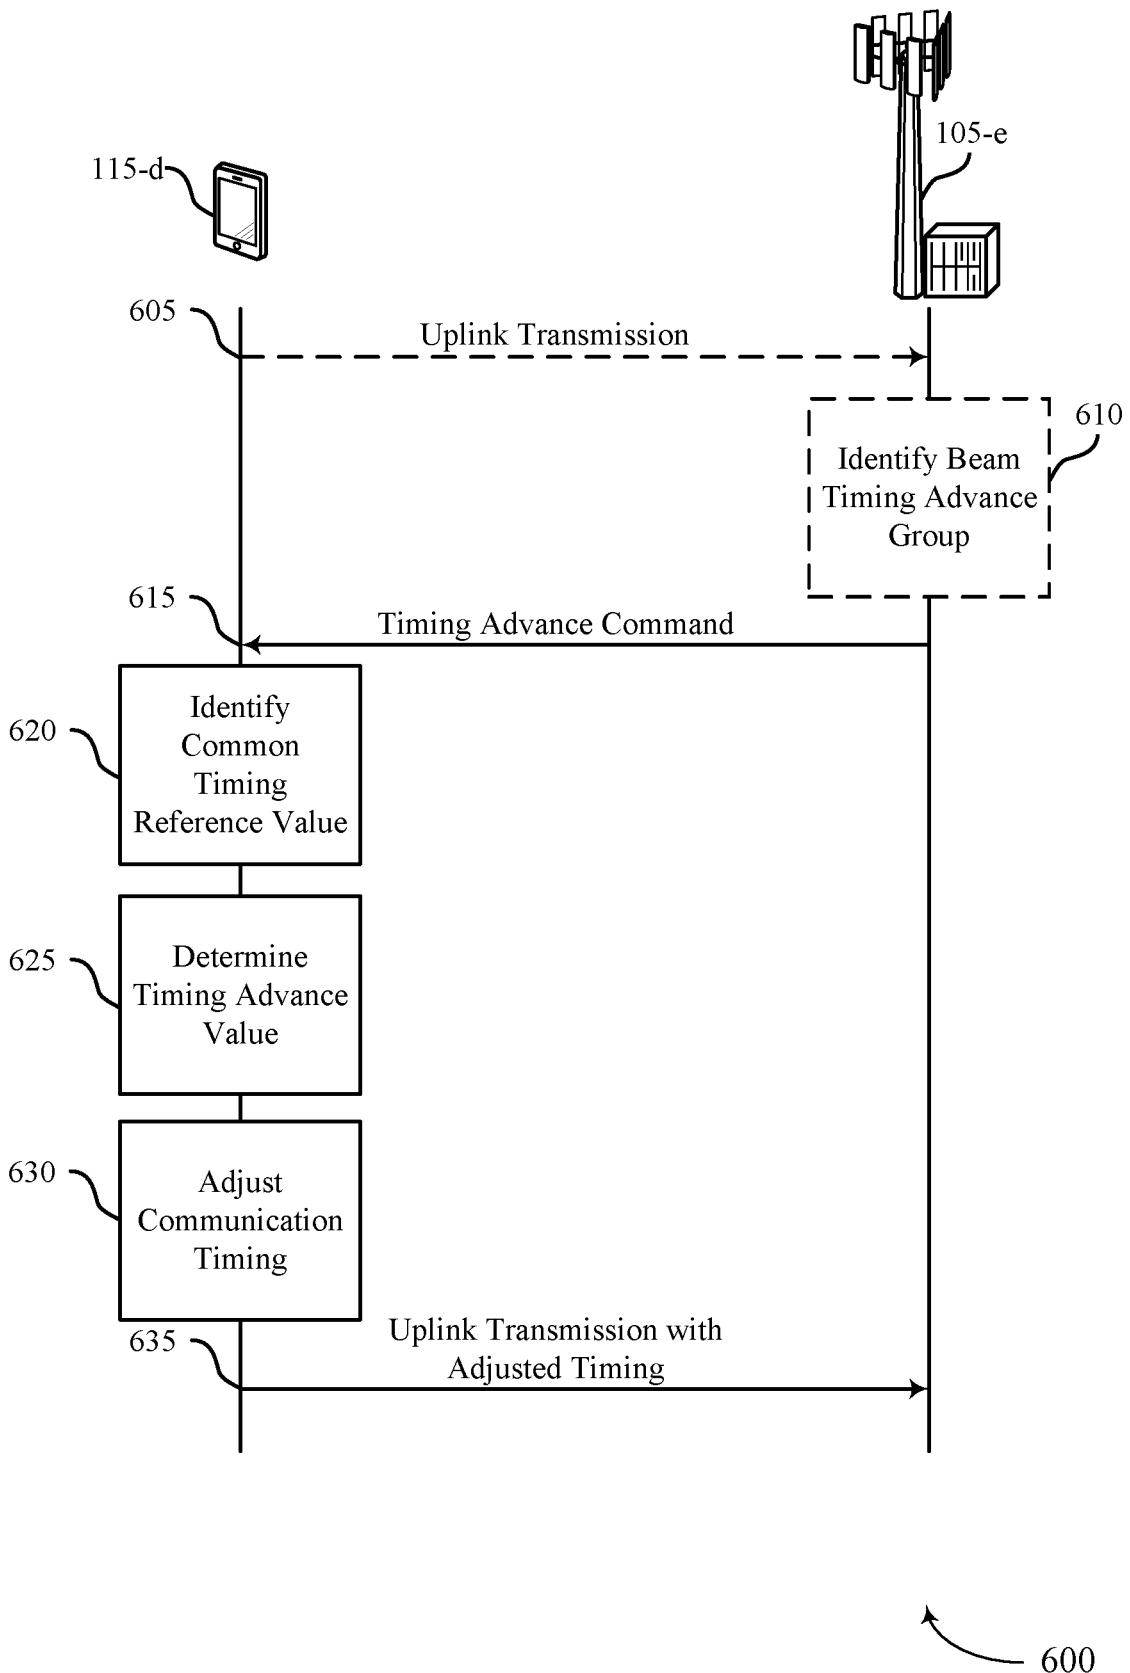 105-e
115-d
605
Uplink Transmission
610
Identify Beam
Timing Advance
Group
615
Timing Advance Command
620
Identify
Common
Timing
Reference Value
625
Determine
Timing Advance
Value
630
Adjust
Communication
Timing
635
Uplink Transmission with
Adjusted Timing
600